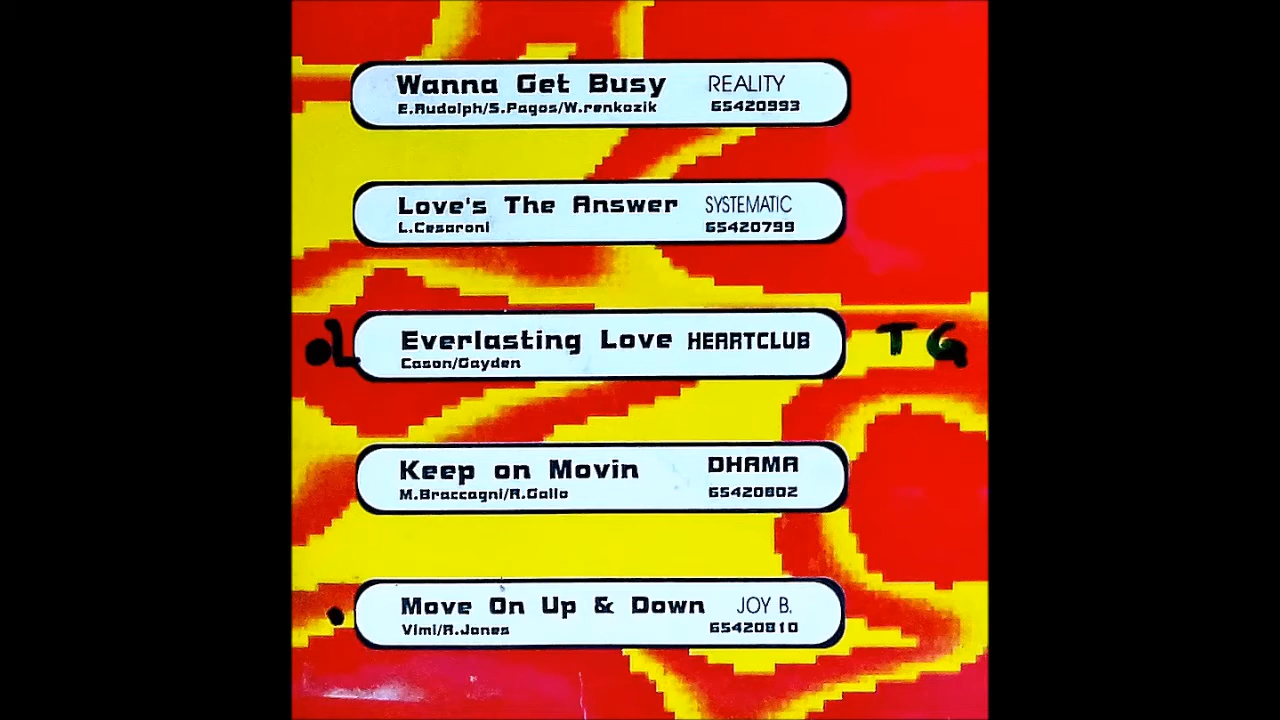 Wanna Get Busy REALITY
E.Rudolph/S.Pagos/W.renkozik 65420993
Love's The Answer SYSTEMATIC
L.Cesaroni 65420799
Everlasting Love HEARTCLUB
Cason/Gayden
TG
Keep on Movin DHAMA
M.Braccagni/R.Gallo 65420802
Move On Up & Down JOY B.
Vimi/R.Jones 65420810